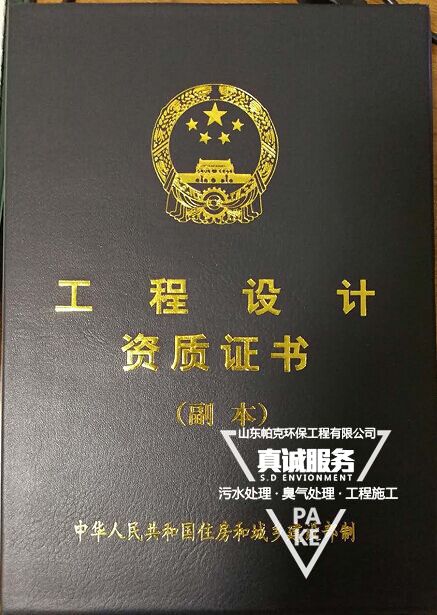 工程设计
资质证书
(副本)
山东帕克环保工程有限公司
真诚服务
S.D ENVIONMENT
污水处理·臭气处理·工程施工
PA
KE
中华人民共和国住房和城乡建设部制